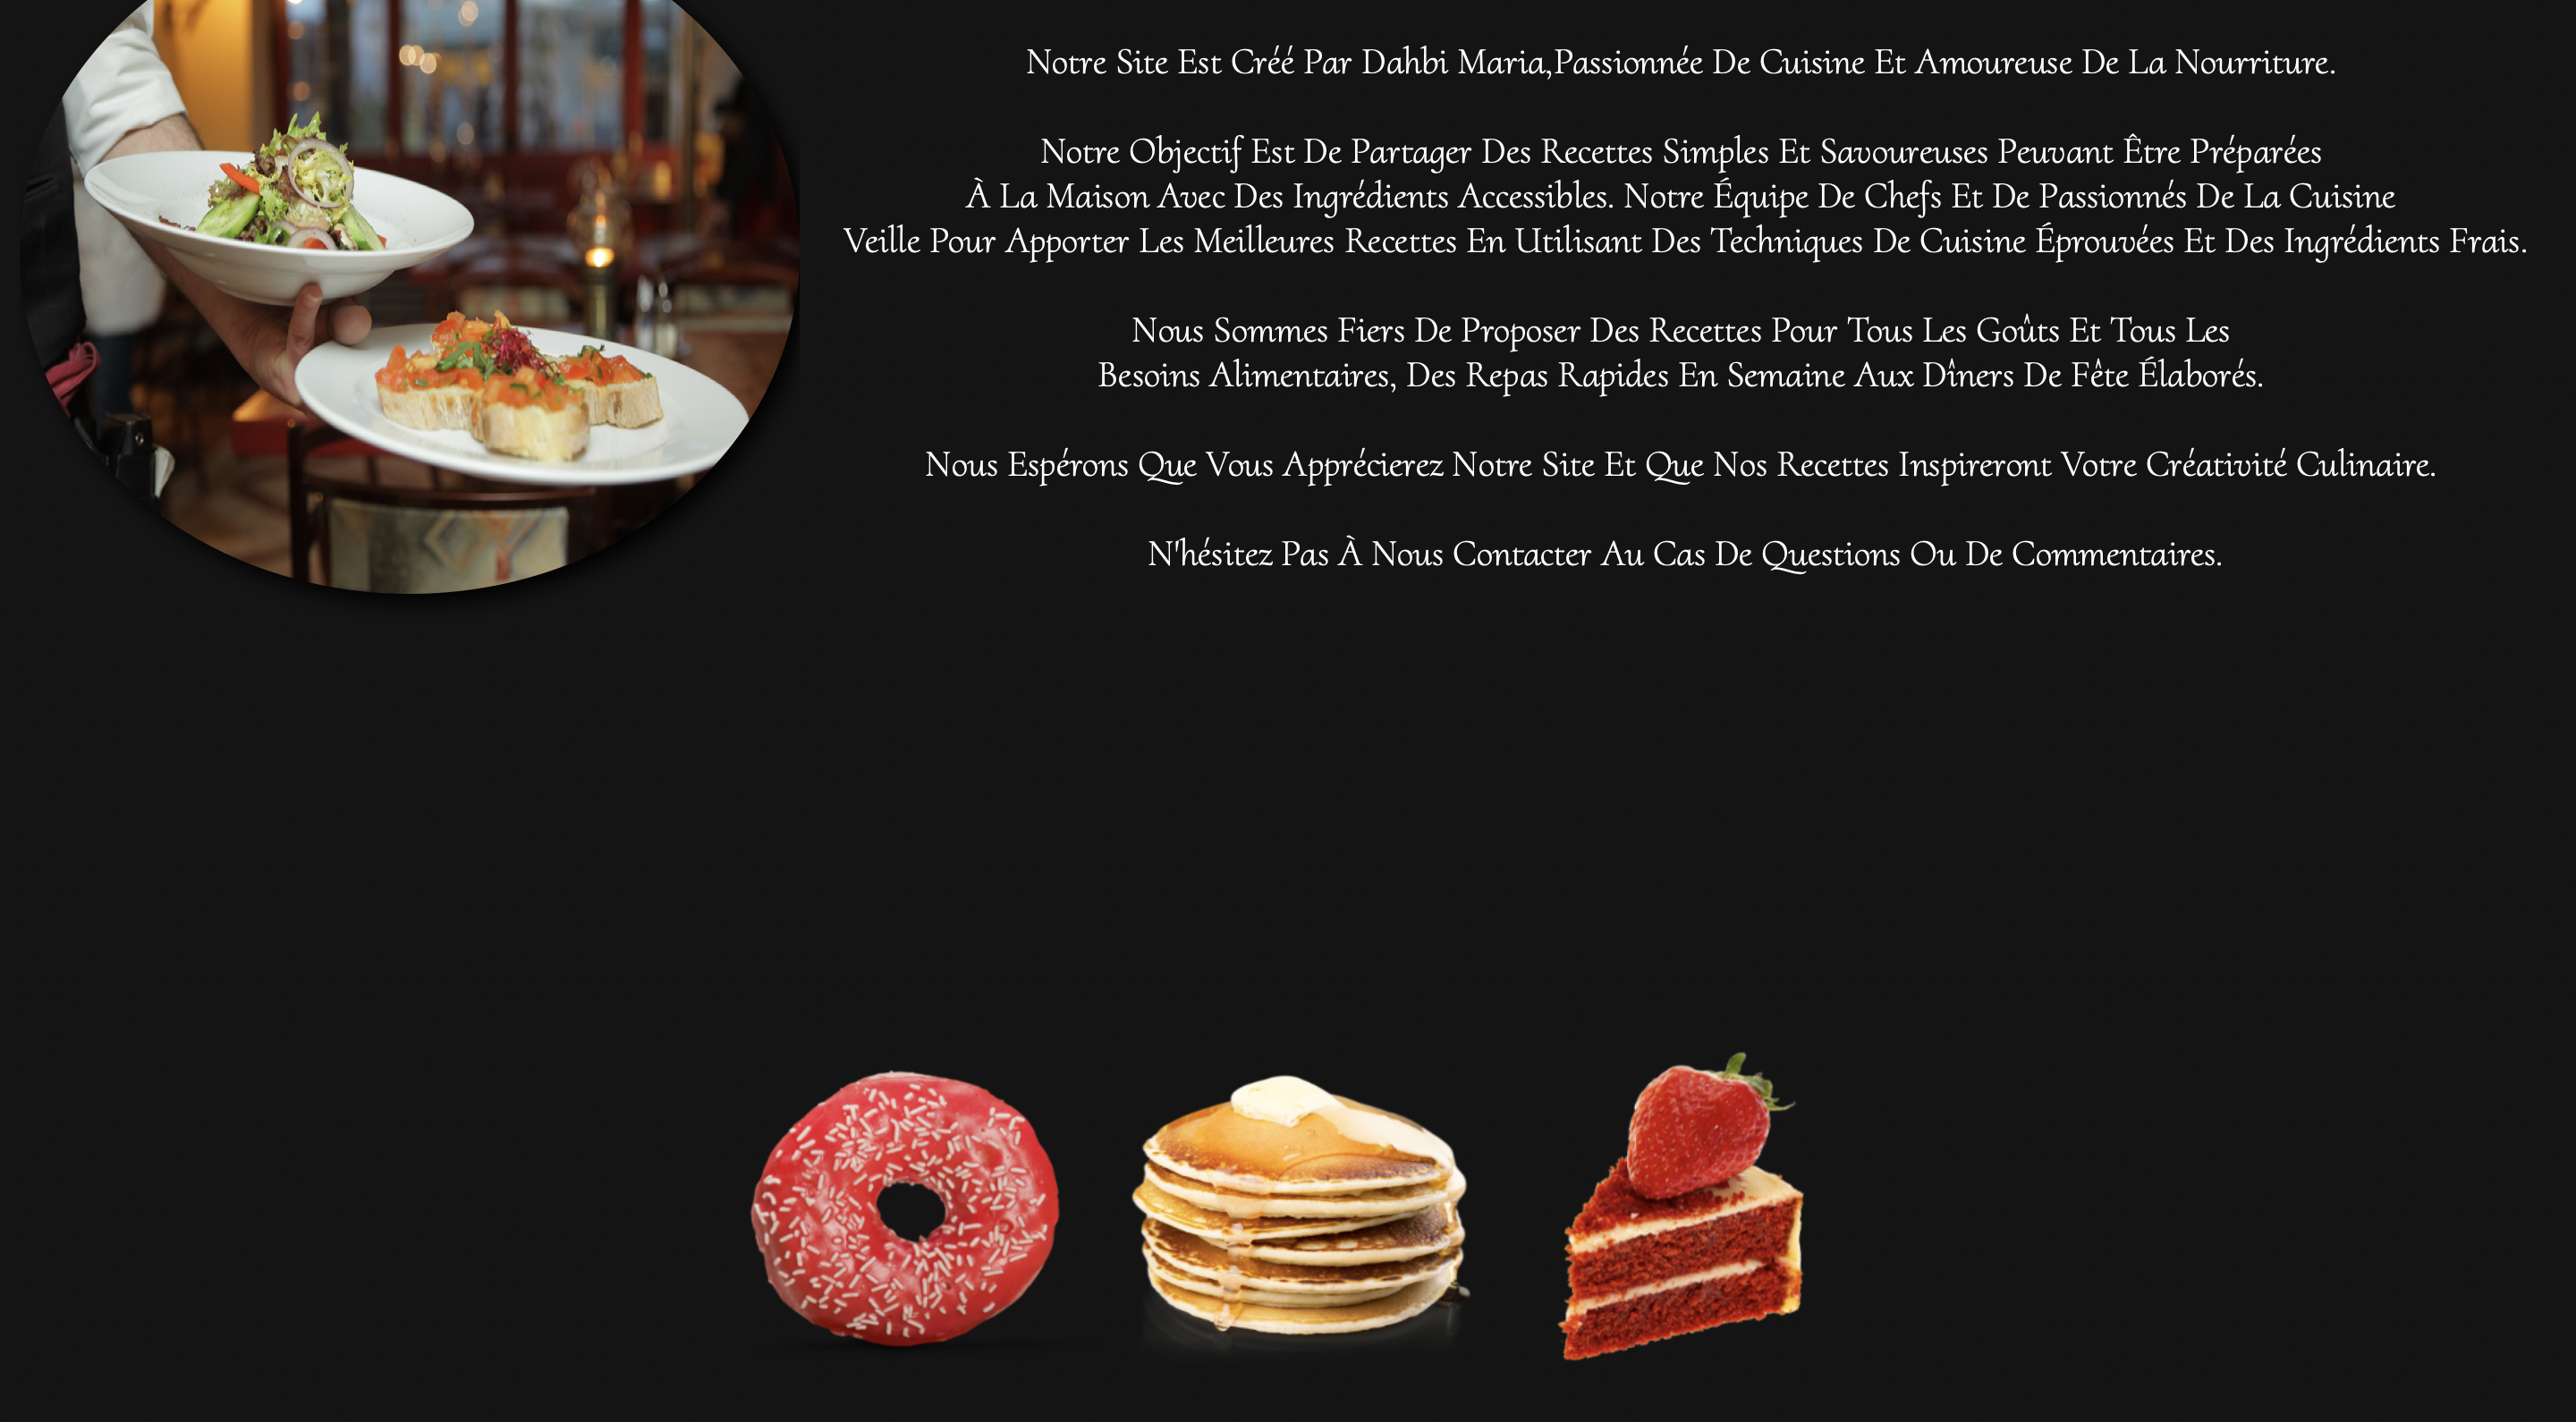 Notre Site Est Créé Par Dahbi Maria,Passionnée De Cuisine Et Amoureuse De La Nourriture.
Notre Objectif Est De Partager Des Recettes Simples Et Savoureuses Peuvant Être Préparées
À La Maison Avec Des Ingrédients Accessibles. Notre Équipe De Chefs Et De Passionnés De La Cuisine
Veille Pour Apporter Les Meilleures Recettes En Utilisant Des Techniques De Cuisine Éprouvées Et Des Ingrédients Frais.
Nous Sommes Fiers De Proposer Des Recettes Pour Tous Les Goûts Et Tous Les
Besoins Alimentaires, Des Repas Rapides En Semaine Aux Dîners De Fête Élaborés.
Nous Espérons Que Vous Apprécierez Notre Site Et Que Nos Recettes Inspireront Votre Créativité Culinaire.
N'hésitez Pas À Nous Contacter Au Cas De Questions Ou De Commentaires.